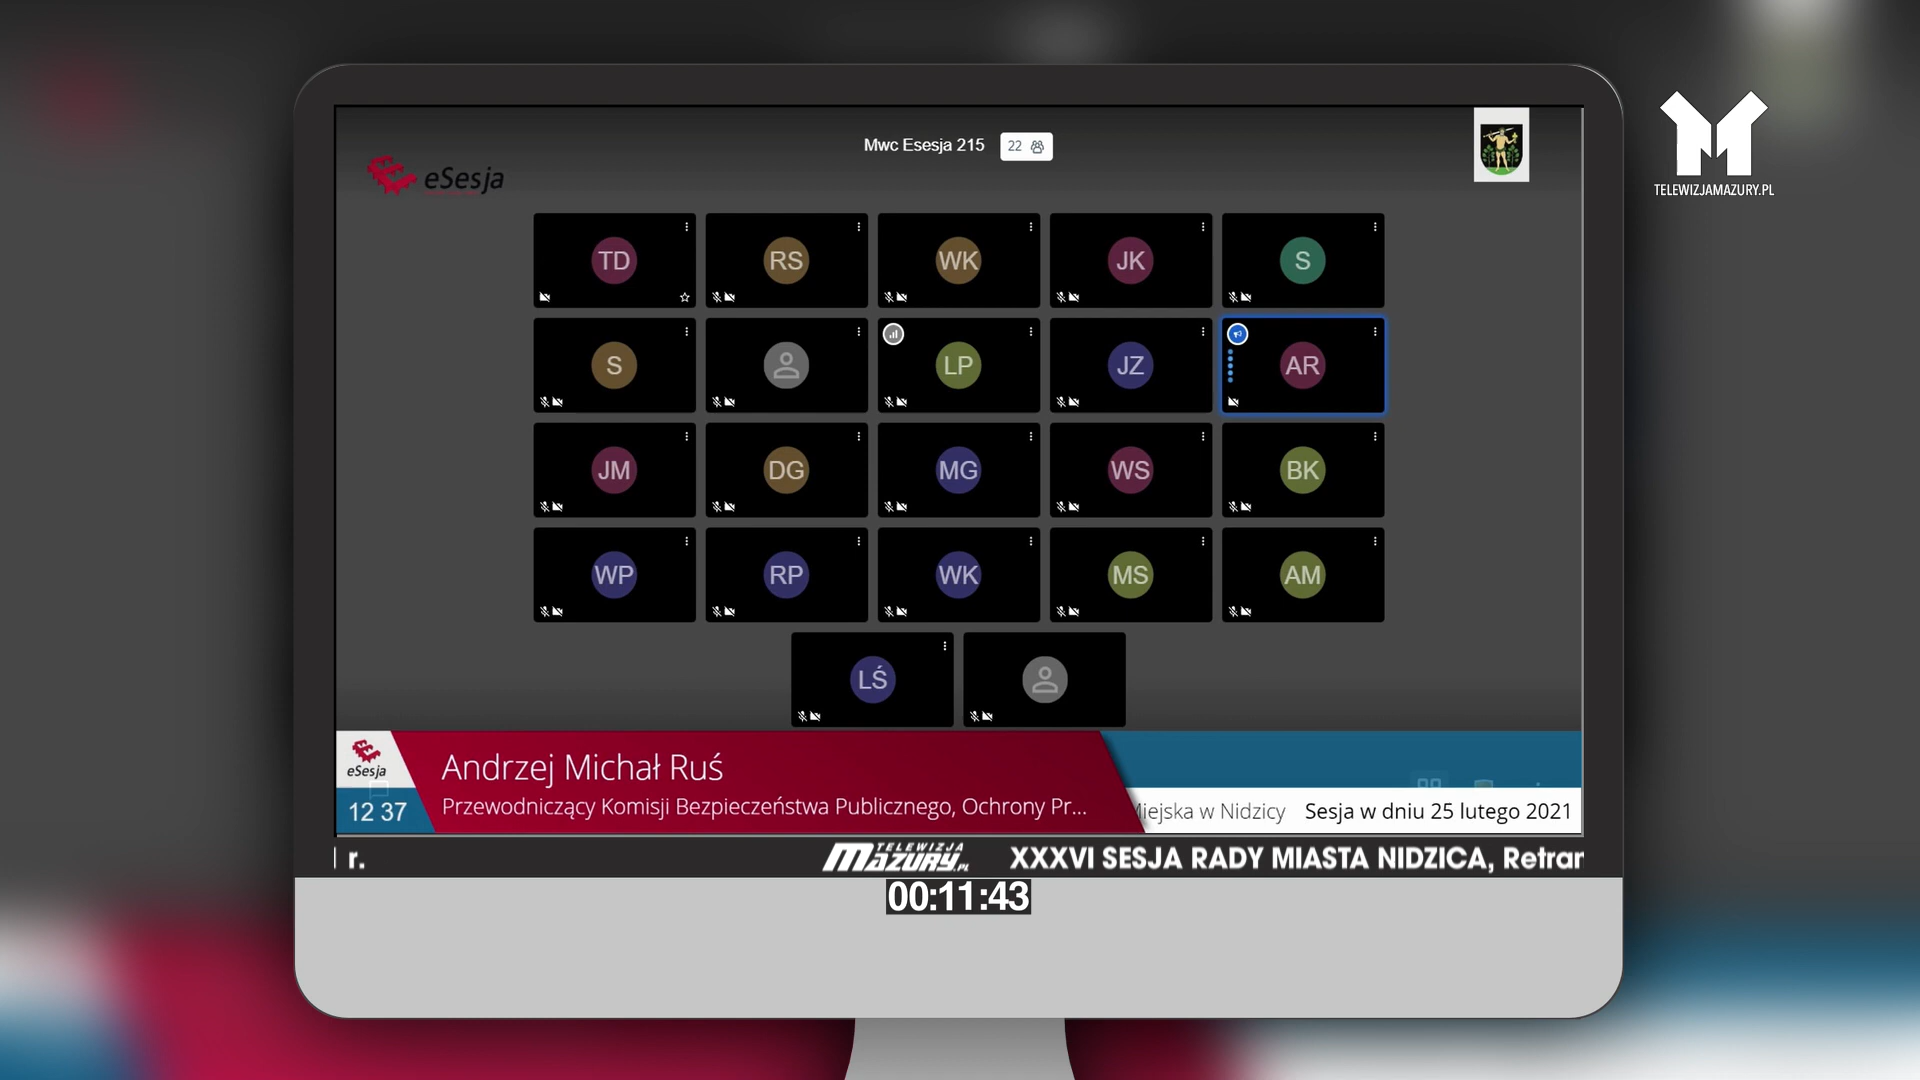 Mwc Esesja 215 22
eSesja
TELEWIZJAMAZURY.PL
TD RS WK JK S
S LP JZ AR
JM DG MG WS BK
WP RP WK MS AM
LŚ
eSesja
12 37
Andrzej Michał Ruś
Przewodniczący Komisji Bezpieczeństwa Publicznego, Ochrony Pr...
Miejska w Nidzicy Sesja w dniu 25 lutego 2021
r. TELEWIZJA MAZURY.PL XXXVI SESJA RADY MIASTA NIDZICA, Retran
00:11:43